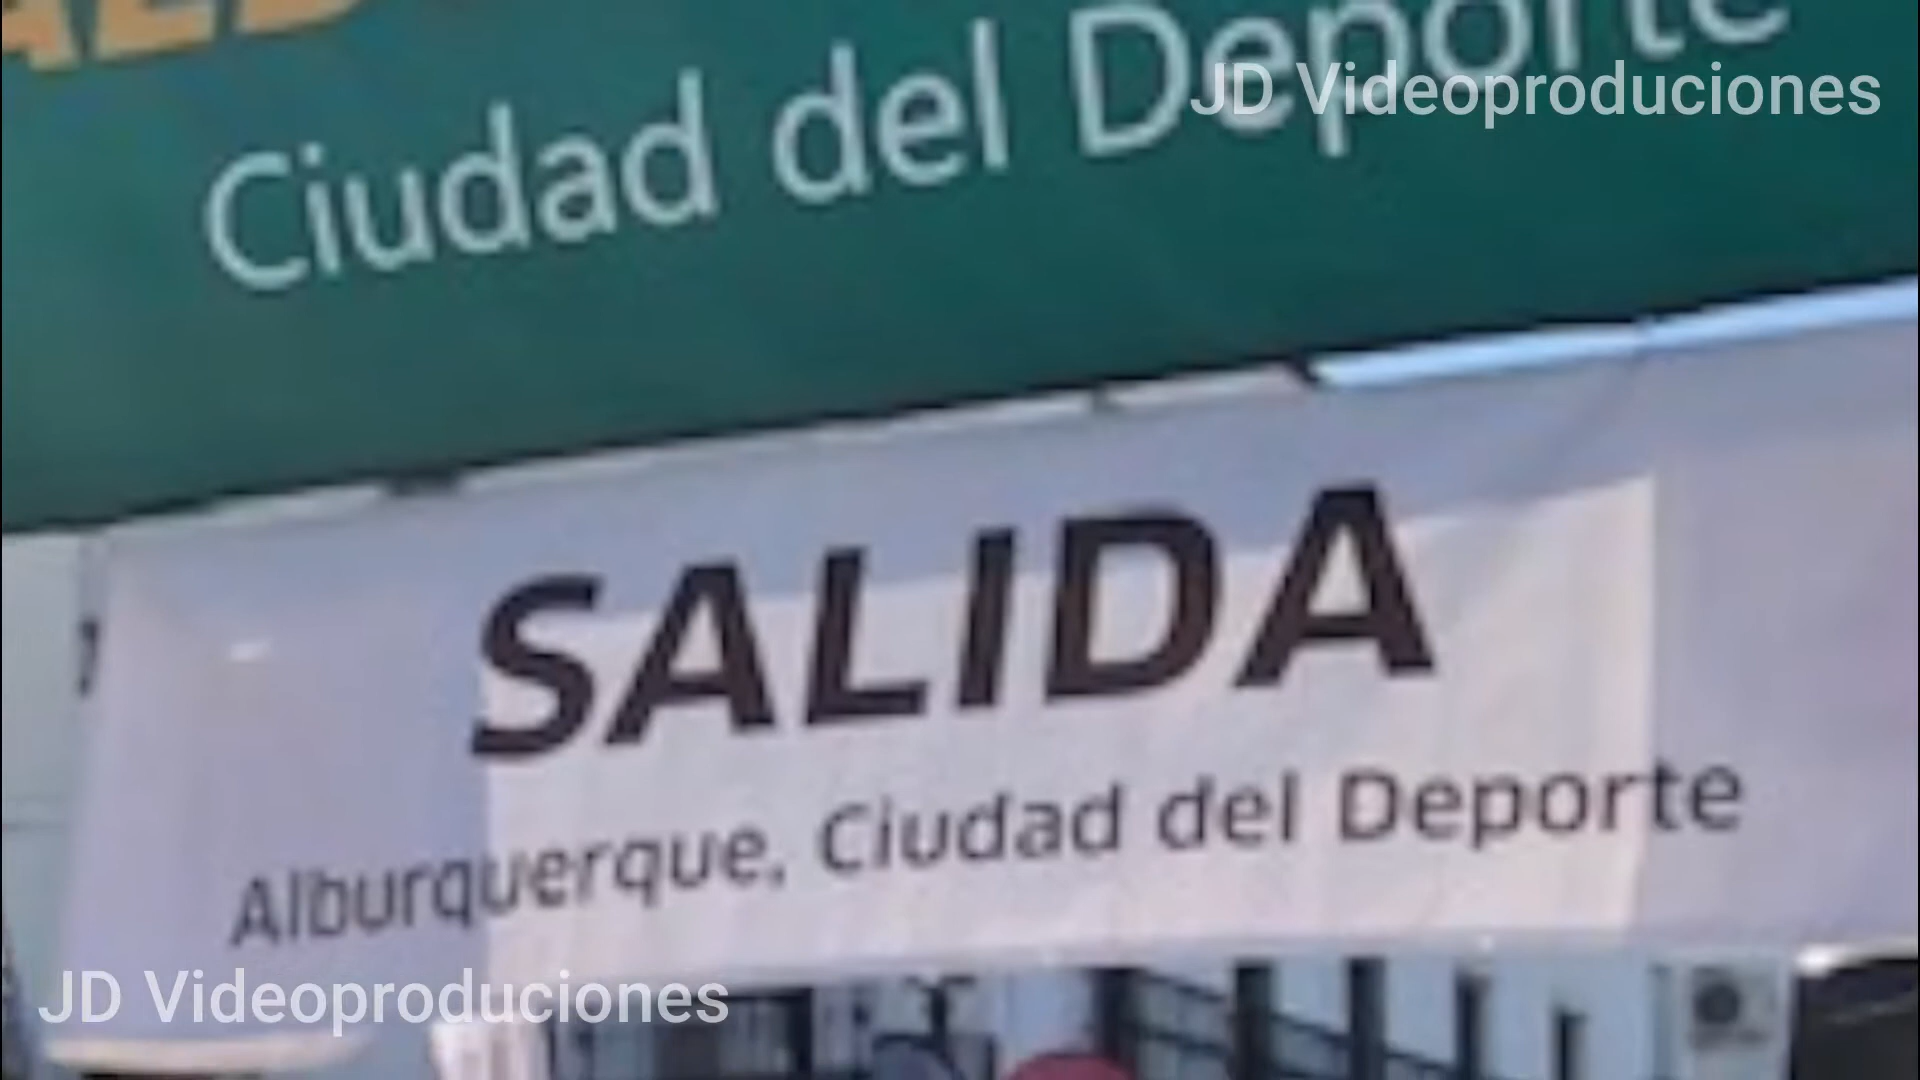 Ciudad del Deporte
JD Videoproduciones
SALIDA
Alburquerque, Ciudad del Deporte
JD Videoproduciones